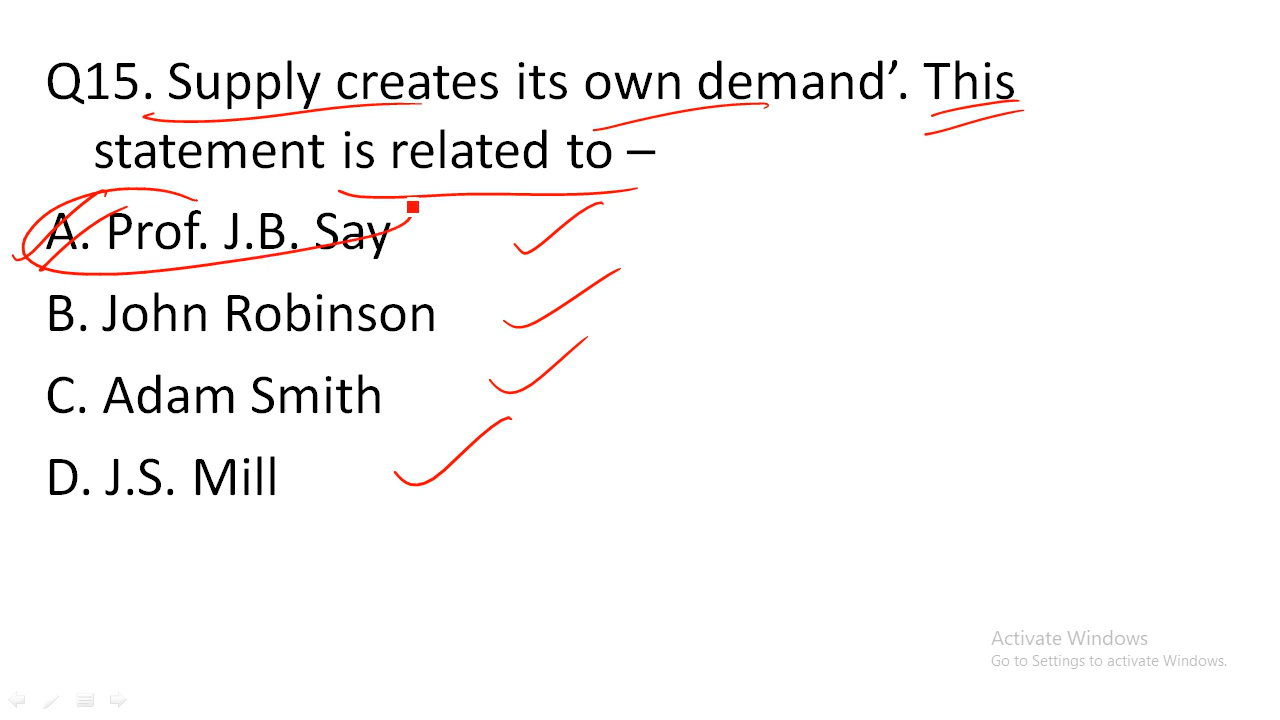 Q15. Supply creates its own demand’. This
statement is related to –
A. Prof. J.B. Say
B. John Robinson
C. Adam Smith
D. J.S. Mill
Activate Windows
Go to Settings to activate Windows.